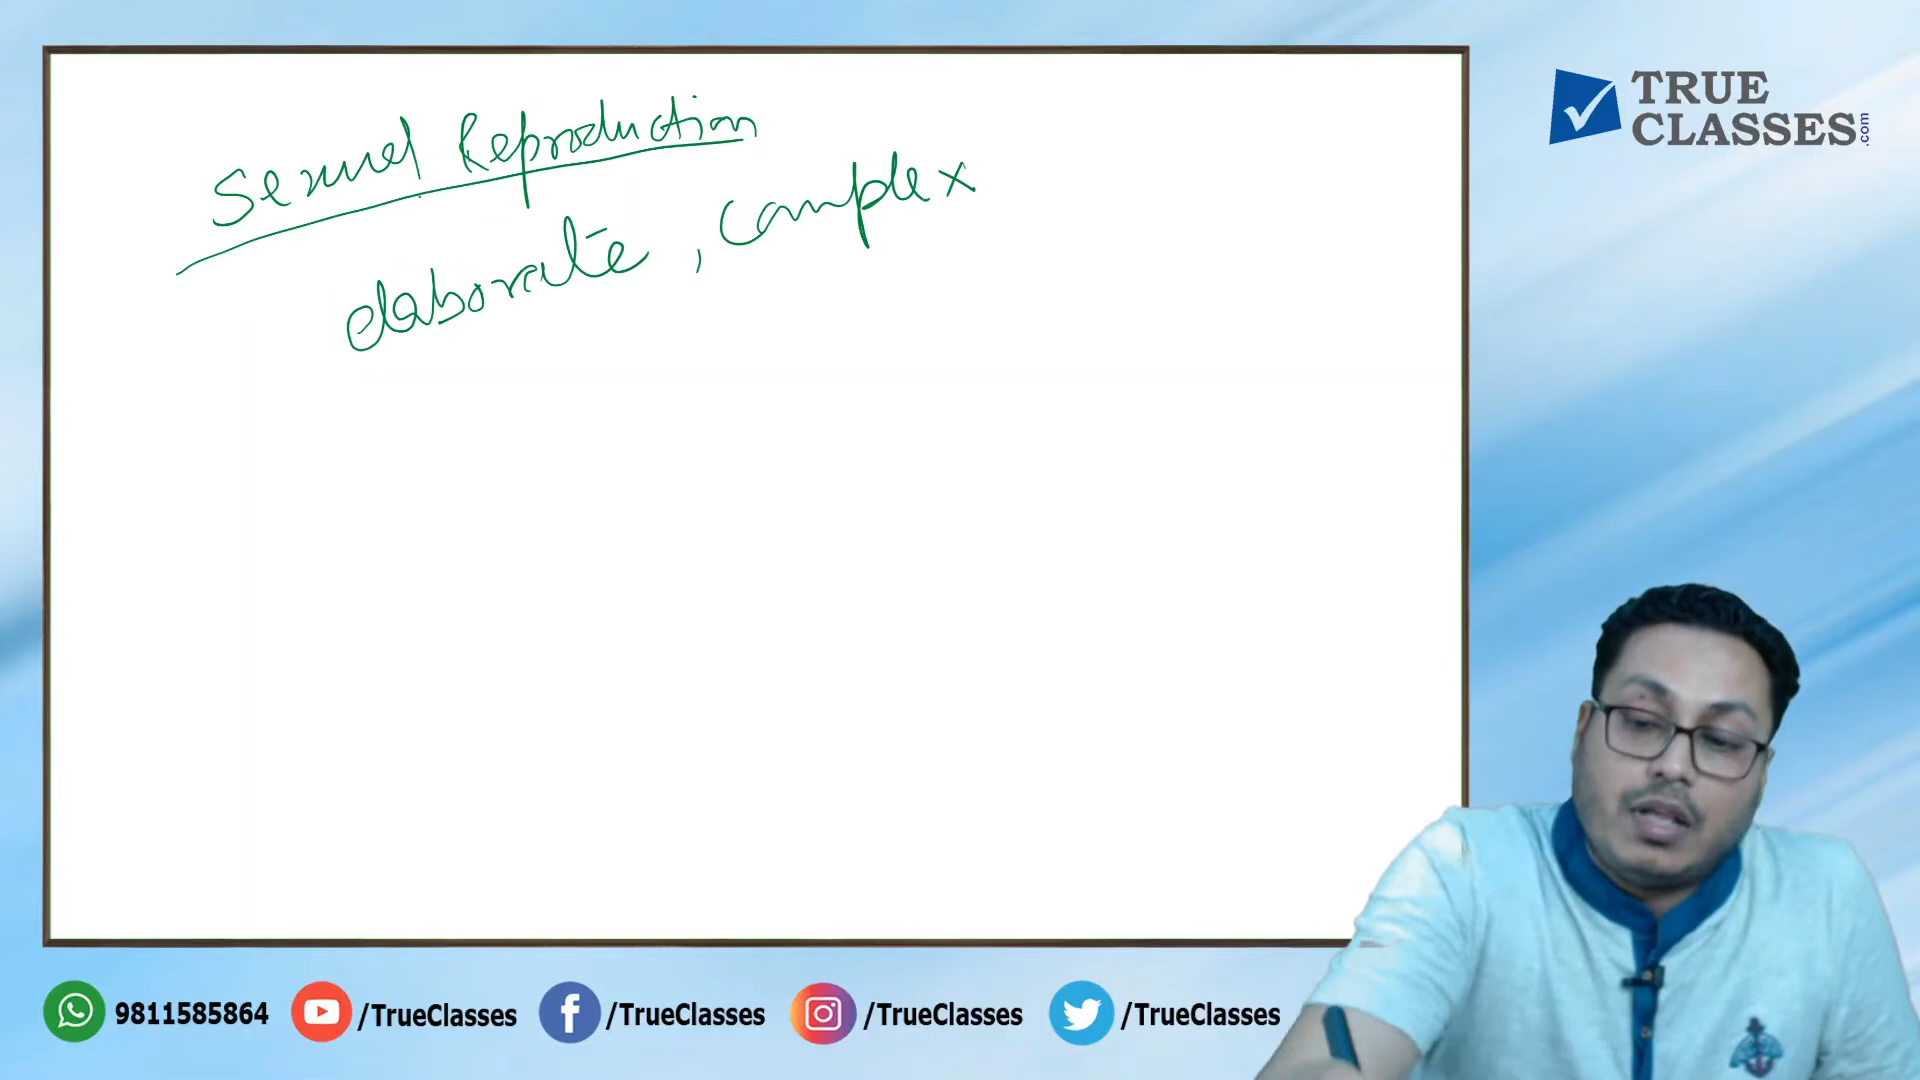 Sexual Reproduction
elaborate, complex
TRUE
CLASSES.com
9811585864 /TrueClasses /TrueClasses /TrueClasses /TrueClasses